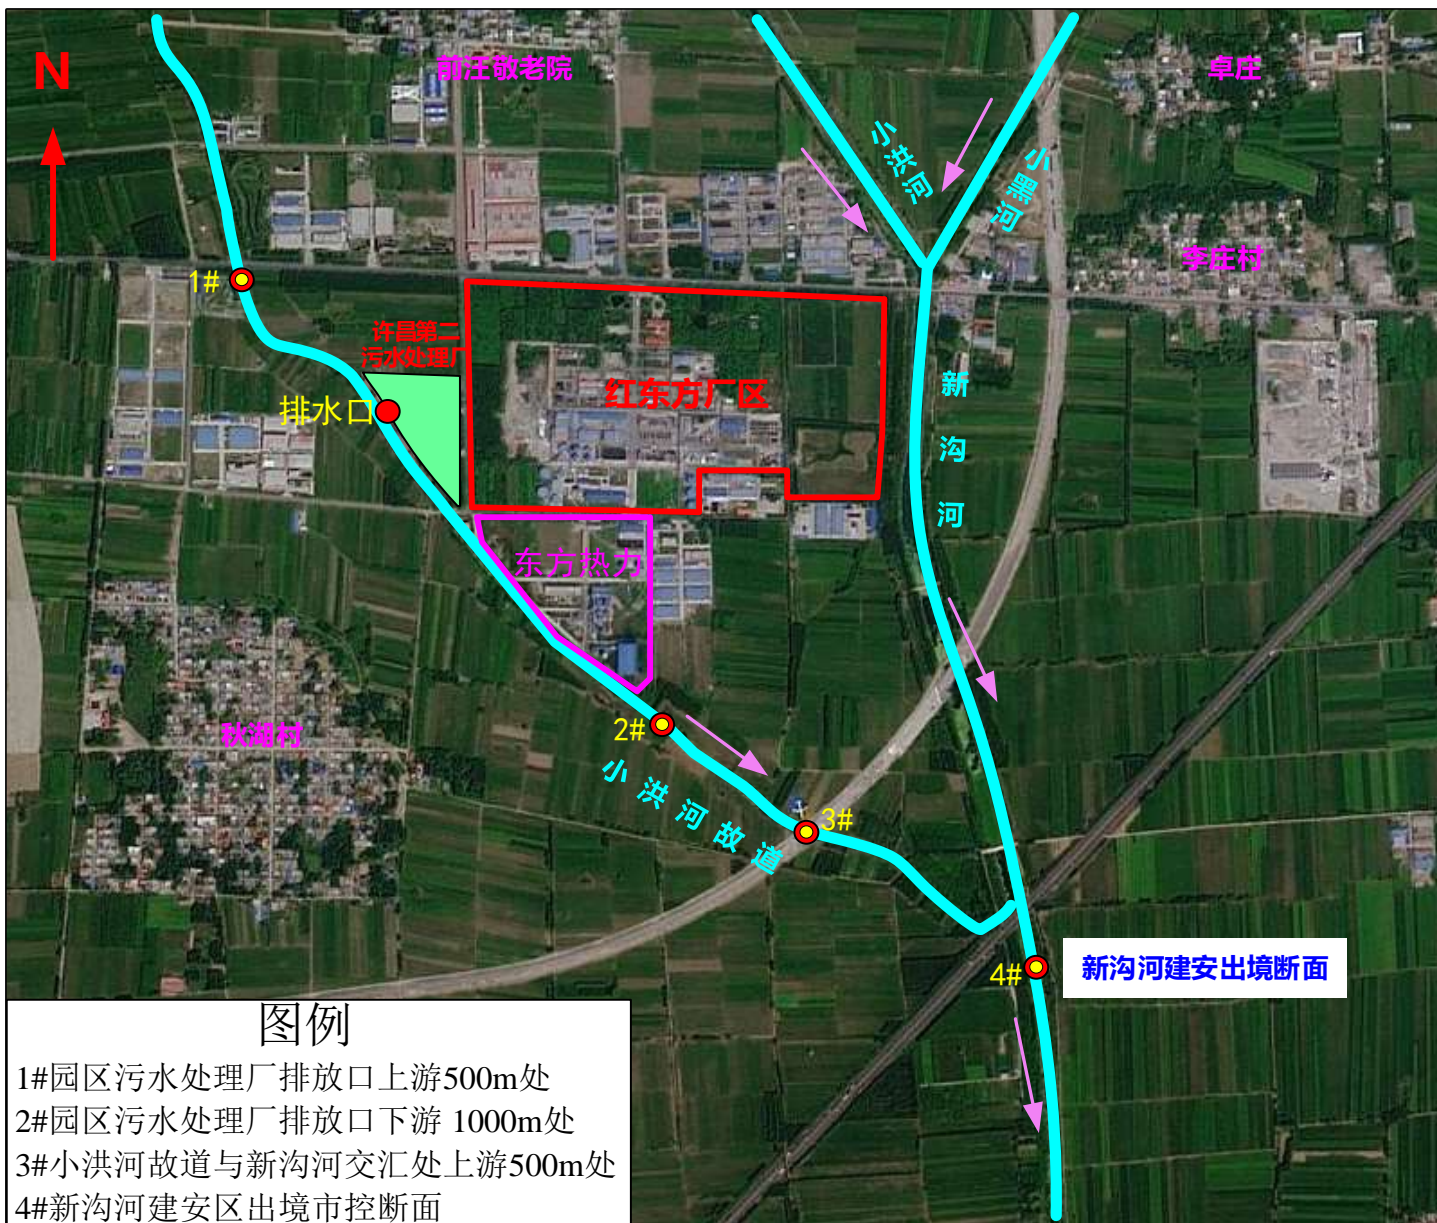 N
前汪敬老院
卓庄
小洪河
小黑河
李庄村
1#
许昌第二
污水处理厂
红东方厂区
排水口
新沟河
东方热力
秋湖村
2#
小洪河故道
3#
4#
新沟河建安出境断面
图例
1#园区污水处理厂排放口上游500m处
2#园区污水处理厂排放口下游 1000m处
3#小洪河故道与新沟河交汇处上游500m处
4#新沟河建安区出境市控断面